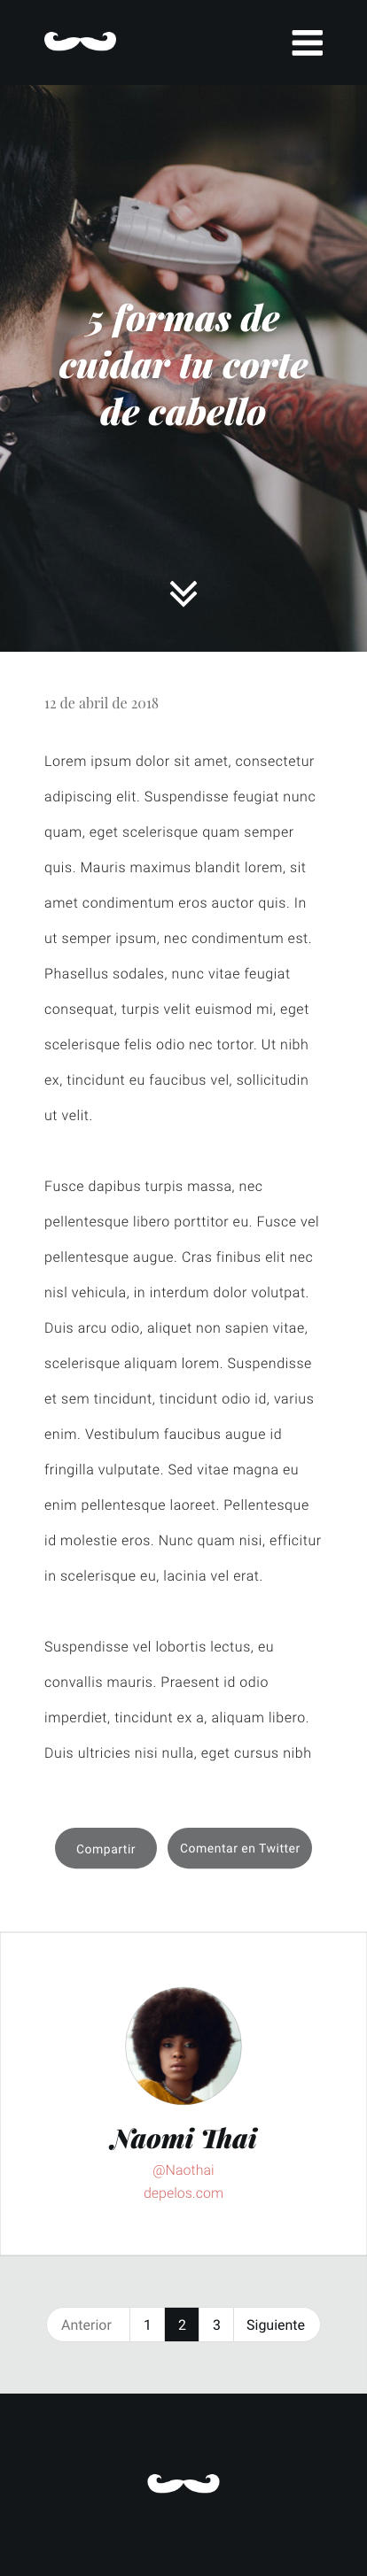 5 formas de
cuidar tu corte
de cabello
12 de abril de 2018
Lorem ipsum dolor sit amet, consectetur
adipiscing elit. Suspendisse feugiat nunc
quam, eget scelerisque quam semper
quis. Mauris maximus blandit lorem, sit
amet condimentum eros auctor quis. In
ut semper ipsum, nec condimentum est.
Phasellus sodales, nunc vitae feugiat
consequat, turpis velit euismod mi, eget
scelerisque felis odio nec tortor. Ut nibh
ex, tincidunt eu faucibus vel, sollicitudin
ut velit.
Fusce dapibus turpis massa, nec
pellentesque libero porttitor eu. Fusce vel
pellentesque augue. Cras finibus elit nec
nisl vehicula, in interdum dolor volutpat.
Duis arcu odio, aliquet non sapien vitae,
scelerisque aliquam lorem. Suspendisse
et sem tincidunt, tincidunt odio id, varius
enim. Vestibulum faucibus augue id
fringilla vulputate. Sed vitae magna eu
enim pellentesque laoreet. Pellentesque
id molestie eros. Nunc quam nisi, efficitur
in scelerisque eu, lacinia vel erat.
Suspendisse vel lobortis lectus, eu
convallis mauris. Praesent id odio
imperdiet, tincidunt ex a, aliquam libero.
Duis ultricies nisi nulla, eget cursus nibh
Compartir Comentar en Twitter
Naomi Thai
@Naothai
depelos.com
Anterior 1 2 3 Siguiente